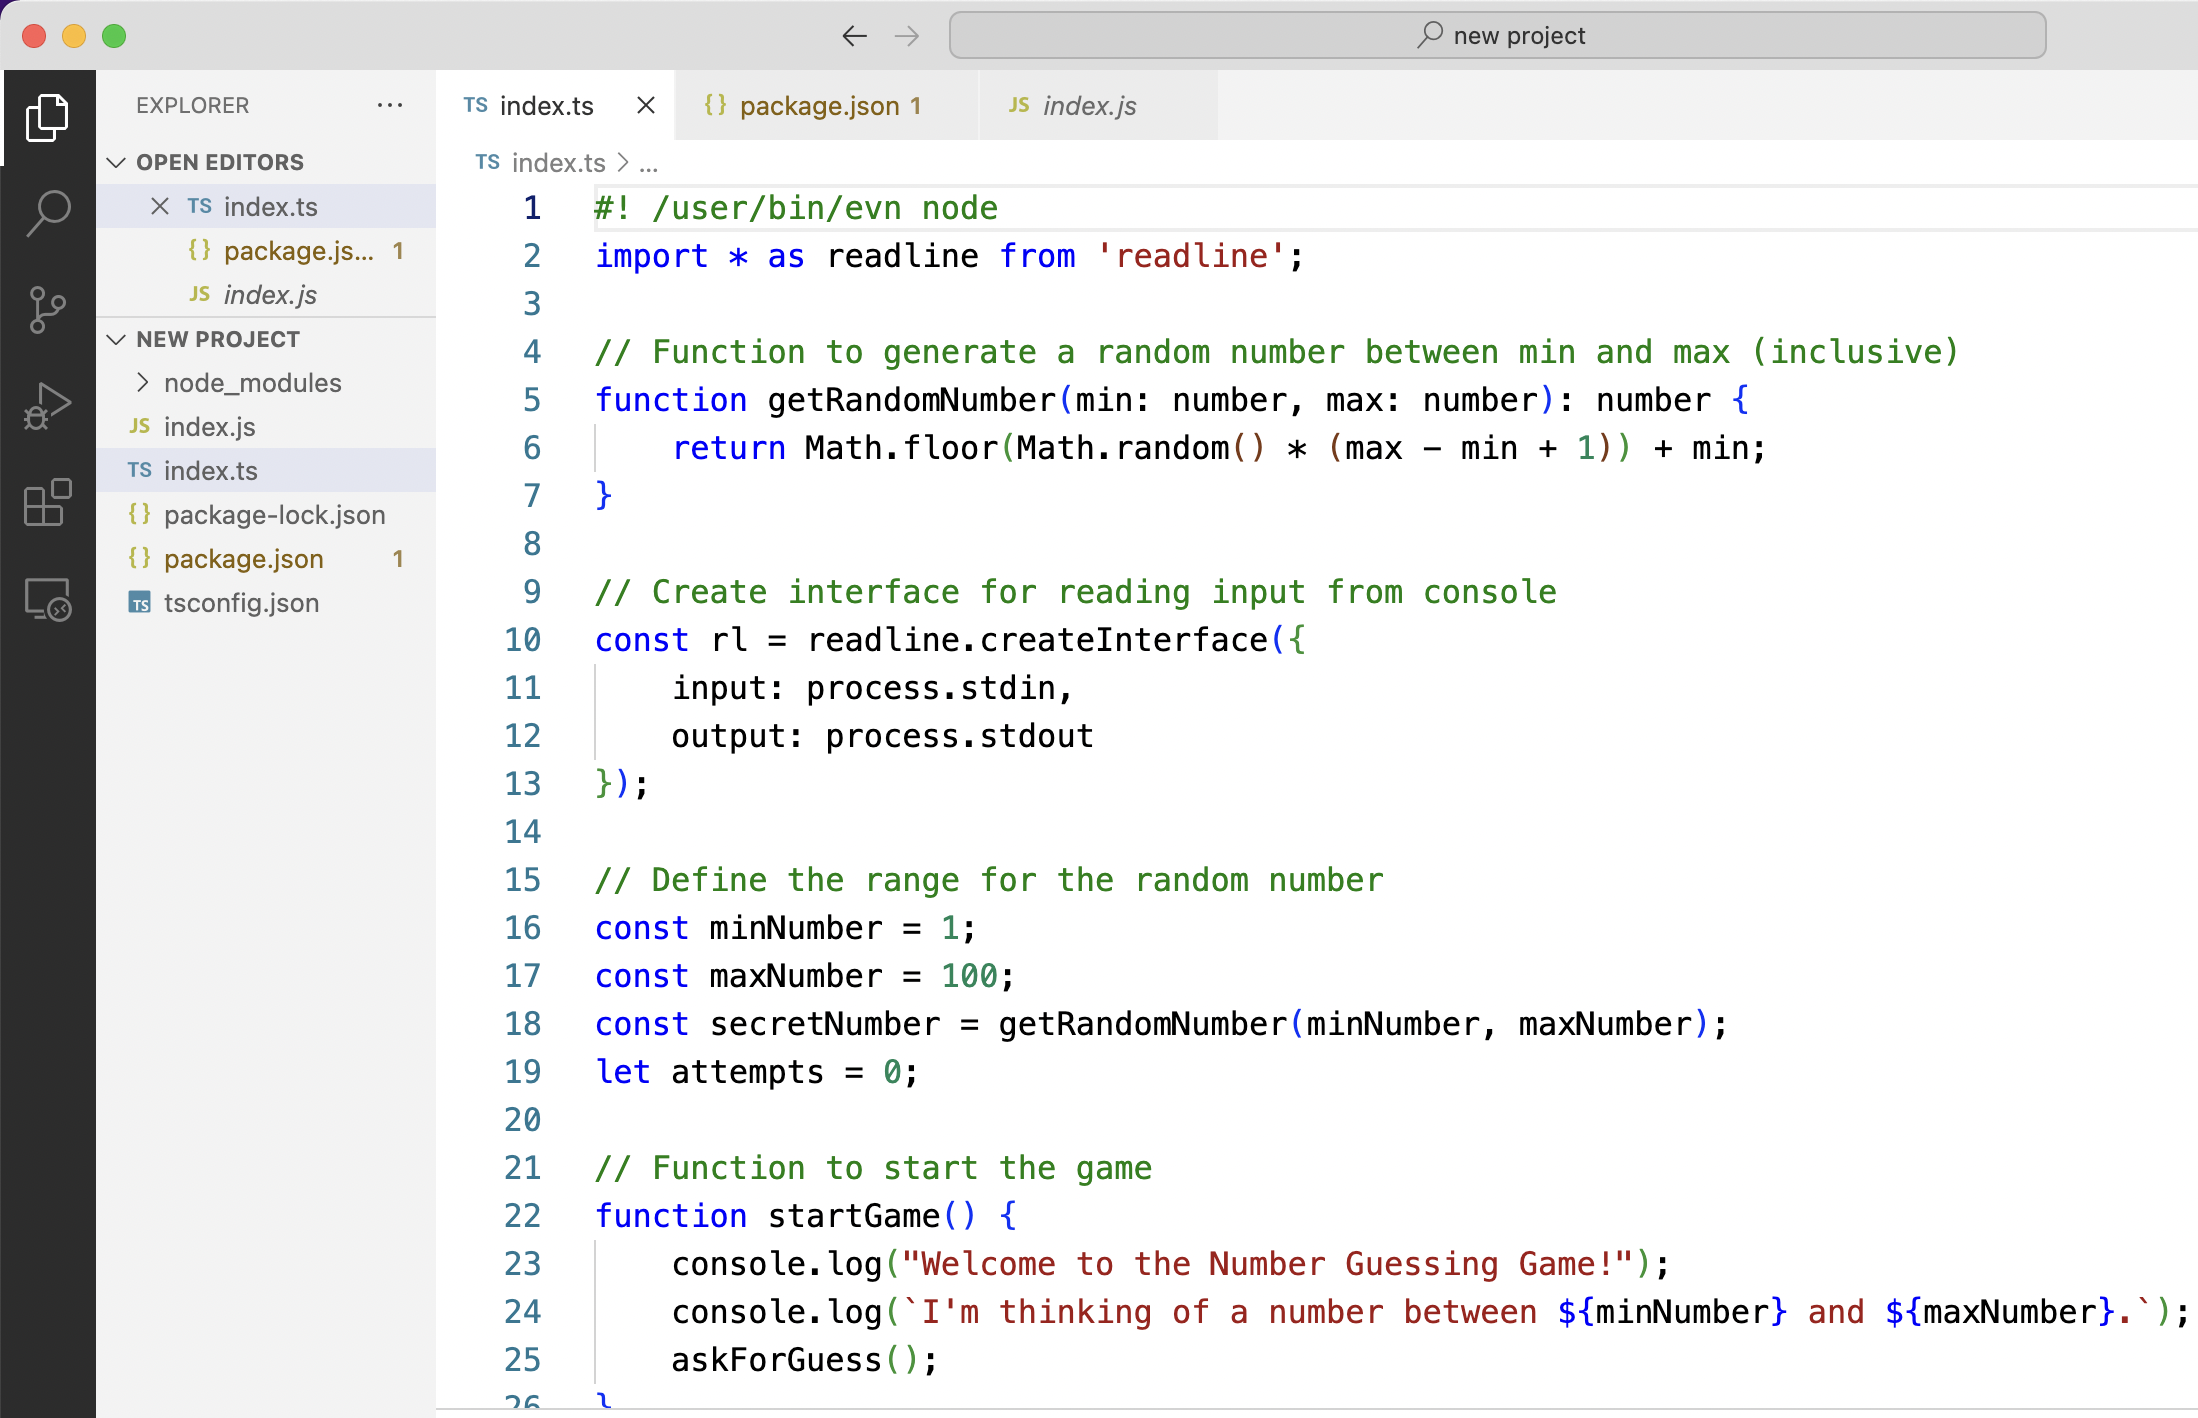 new project
EXPLORER
OPEN EDITORS
TS index.ts
{} package.js... 1
JS index.js
NEW PROJECT
node_modules
JS index.js
TS index.ts
{} package-lock.json
{} package.json 1
TS tsconfig.json
TS index.ts {} package.json 1 JS index.js
TS index.ts > ...
1 #! /user/bin/evn node
2 import * as readline from 'readline';
3
4 // Function to generate a random number between min and max (inclusive)
5 function getRandomNumber(min: number, max: number): number {
6 return Math.floor(Math.random() * (max - min + 1)) + min;
7 }
8
9 // Create interface for reading input from console
10 const rl = readline.createInterface({
11 input: process.stdin,
12 output: process.stdout
13 });
14
15 // Define the range for the random number
16 const minNumber = 1;
17 const maxNumber = 100;
18 const secretNumber = getRandomNumber(minNumber, maxNumber);
19 let attempts = 0;
20
21 // Function to start the game
22 function startGame() {
23 console.log("Welcome to the Number Guessing Game!");
24 console.log(`I'm thinking of a number between ${minNumber} and ${maxNumber}.`);
25 askForGuess();
26 }